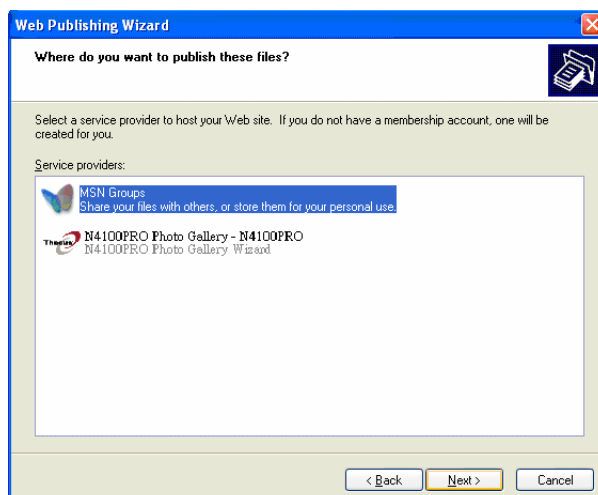 Web Publishing Wizard
Where do you want to publish these files?
Select a service provider to host your Web site. If you do not have a membership account, one will be
created for you.
Service providers:
MSN Groups
Share your files with others, or store them for your personal use.
Thecus
N4100PRO Photo Gallery - N4100PRO
N4100PRO Photo Gallery Wizard
< Back
Next >
Cancel